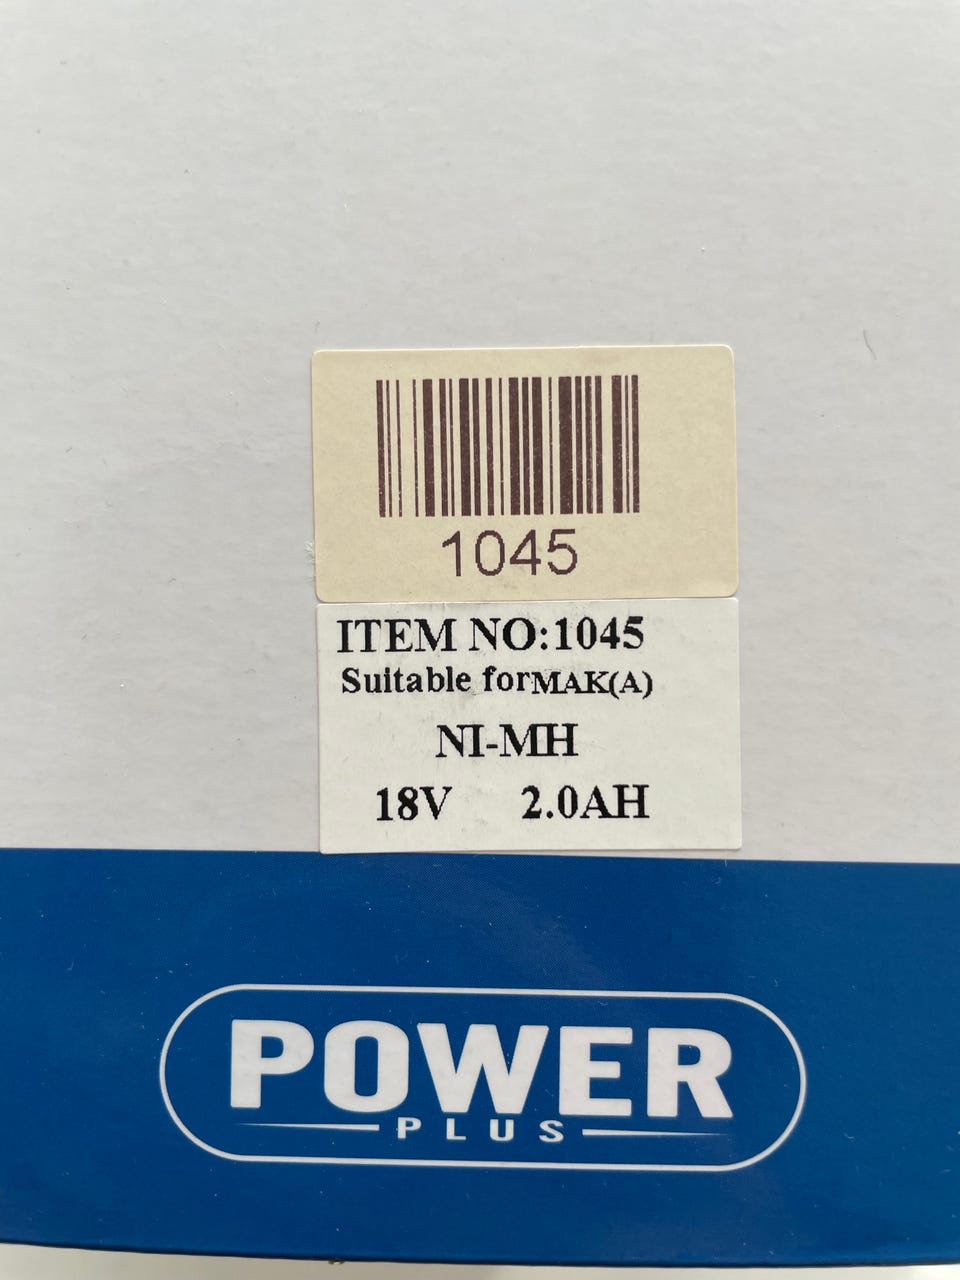 1045
ITEM NO:1045
Suitable forMAK(A)
NI-MH
18V 2.0AH
POWER
PLUS